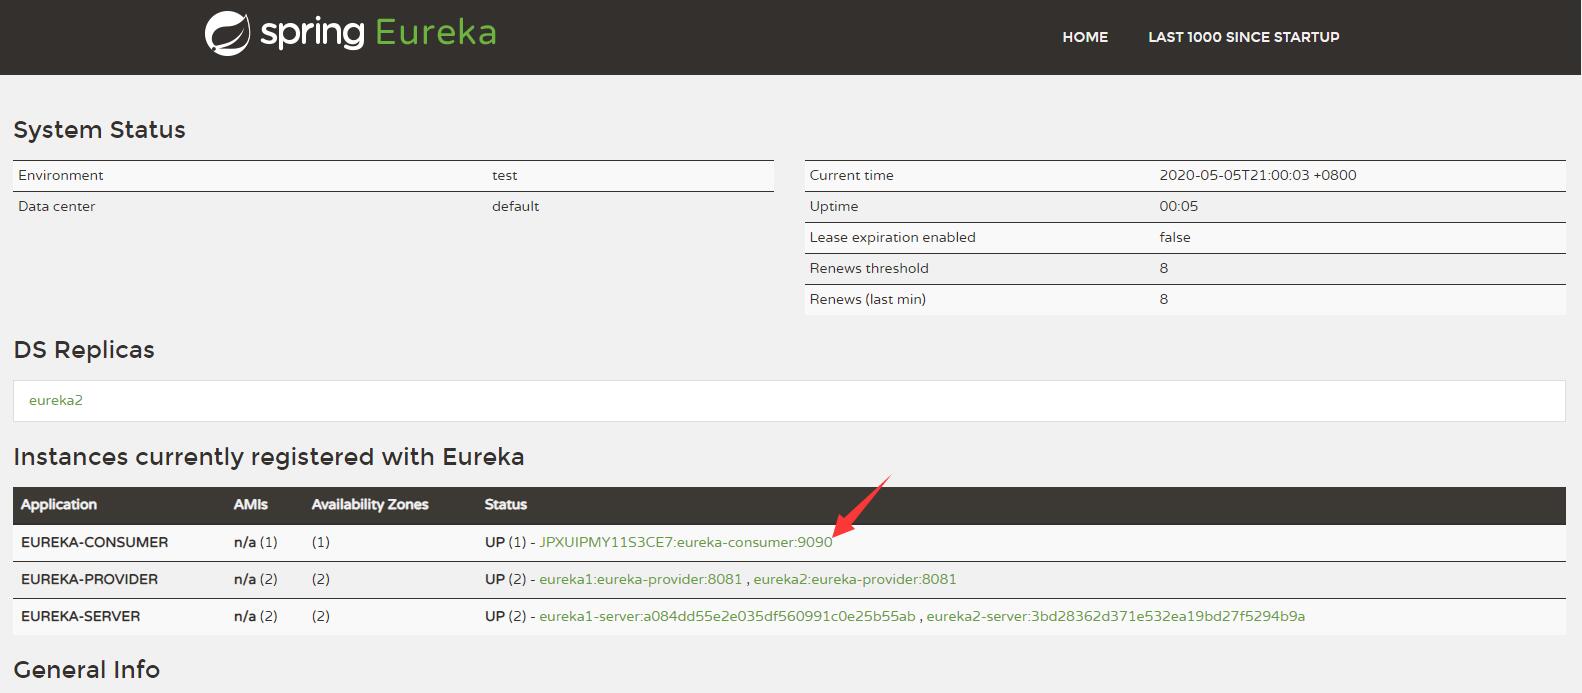 spring Eureka
HOME LAST 1000 SINCE STARTUP
System Status
Environment test
Data center default
Current time 2020-05-05T21:00:03 +0800
Uptime 00:05
Lease expiration enabled false
Renews threshold 8
Renews (last min) 8
DS Replicas
eureka2
Instances currently registered with Eureka
Application AMIs Availability Zones Status
EUREKA-CONSUMER n/a (1) (1) UP (1) - JPXUIPMY11S3CE7:eureka-consumer:9090
EUREKA-PROVIDER n/a (2) (2) UP (2) - eureka1:eureka-provider:8081 , eureka2:eureka-provider:8081
EUREKA-SERVER n/a (2) (2) UP (2) - eureka1-server:a084dd55e2e035df560991c0e25b55ab , eureka2-server:3bd28362d371e532ea19bd27f5294b9a
General Info